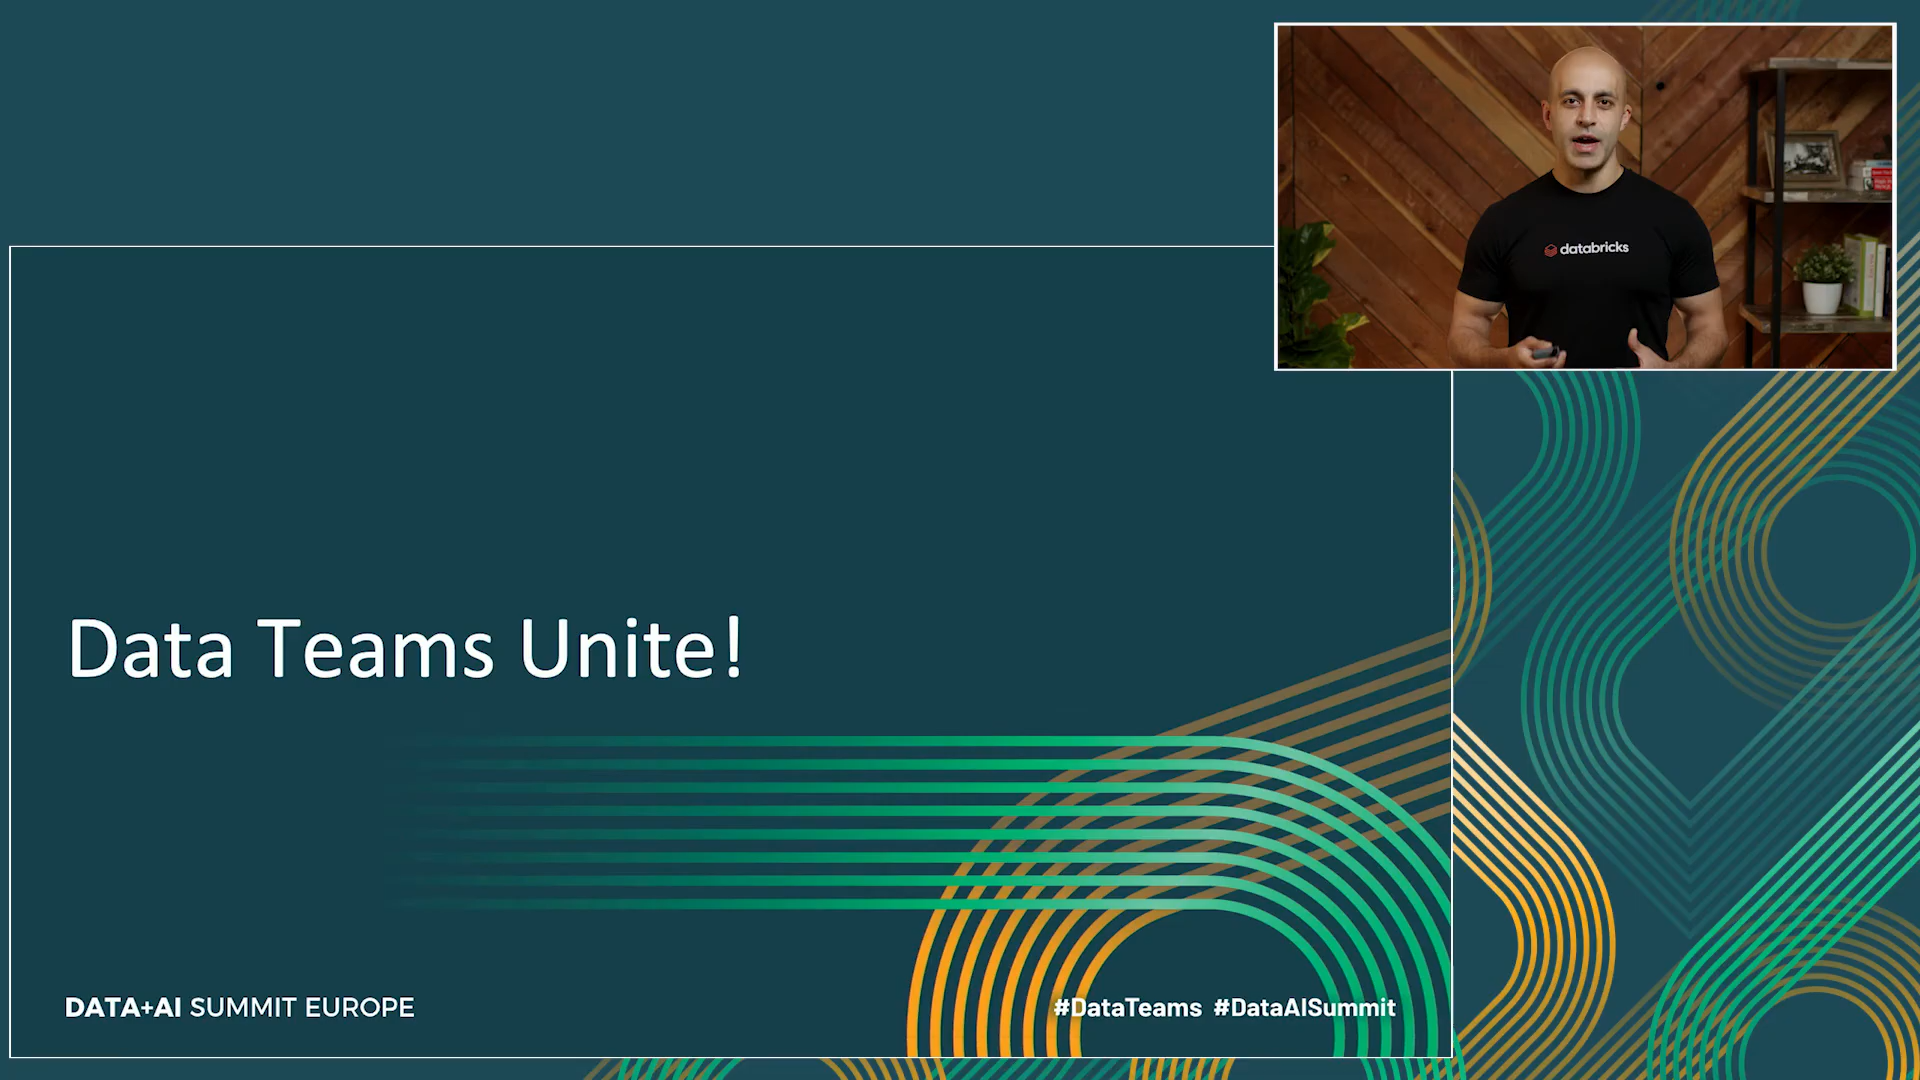 databricks
Data Teams Unite!
DATA+AI SUMMIT EUROPE
#DataTeams #DataAISummit